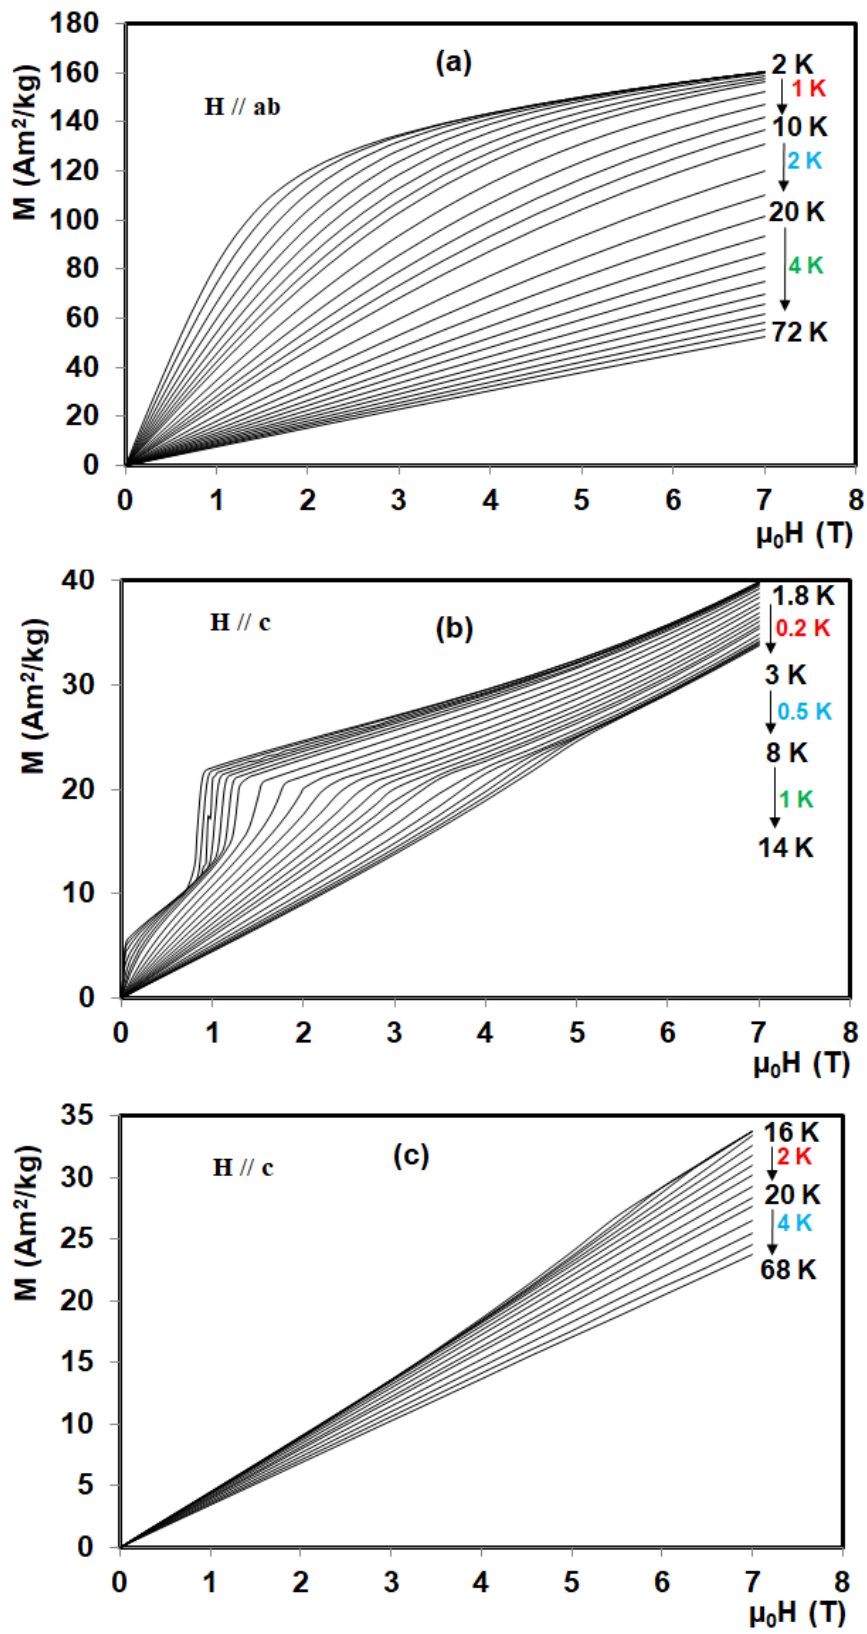 180
160
140
120
100
80
60
40
20
0
M (Am²/kg)
H // ab
(a)
2 K
1 K
10 K
2 K
20 K
4 K
72 K
0 1 2 3 4 5 6 7 8
µ₀H (T)
40
30
20
10
0
M (Am²/kg)
H // c
(b)
1.8 K
0.2 K
3 K
0.5 K
8 K
1 K
14 K
0 1 2 3 4 5 6 7 8
µ₀H (T)
35
30
25
20
15
10
5
0
M (Am²/kg)
H // c
(c)
16 K
2 K
20 K
4 K
68 K
0 1 2 3 4 5 6 7 8
µ₀H (T)